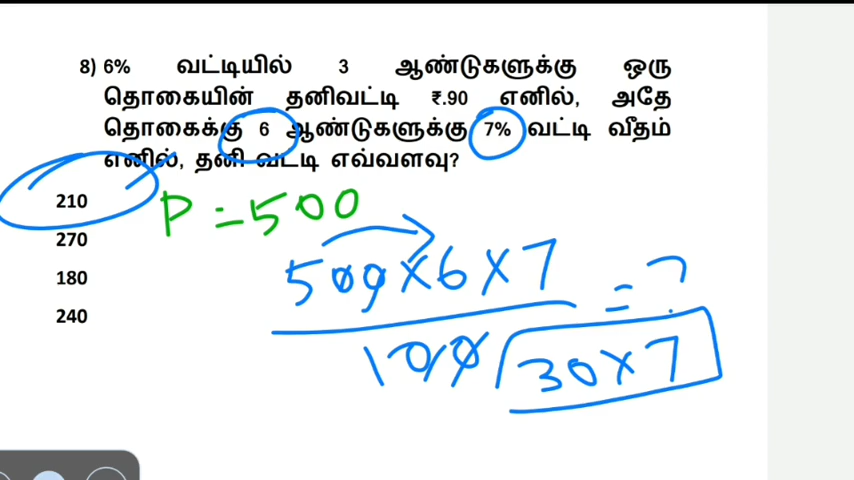 8) 6% வட்டியில் 3 ஆண்டுகளுக்கு ஒரு
தொகையின் தனிவட்டி ₹.90 எனில், அதே
தொகைக்கு 6 ஆண்டுகளுக்கு 7% வட்டி வீதம்
எனில், தனி வட்டி எவ்வளவு?
210
270
180
240
P = 500
500 × 6 × 7
= ?
100
30 × 7